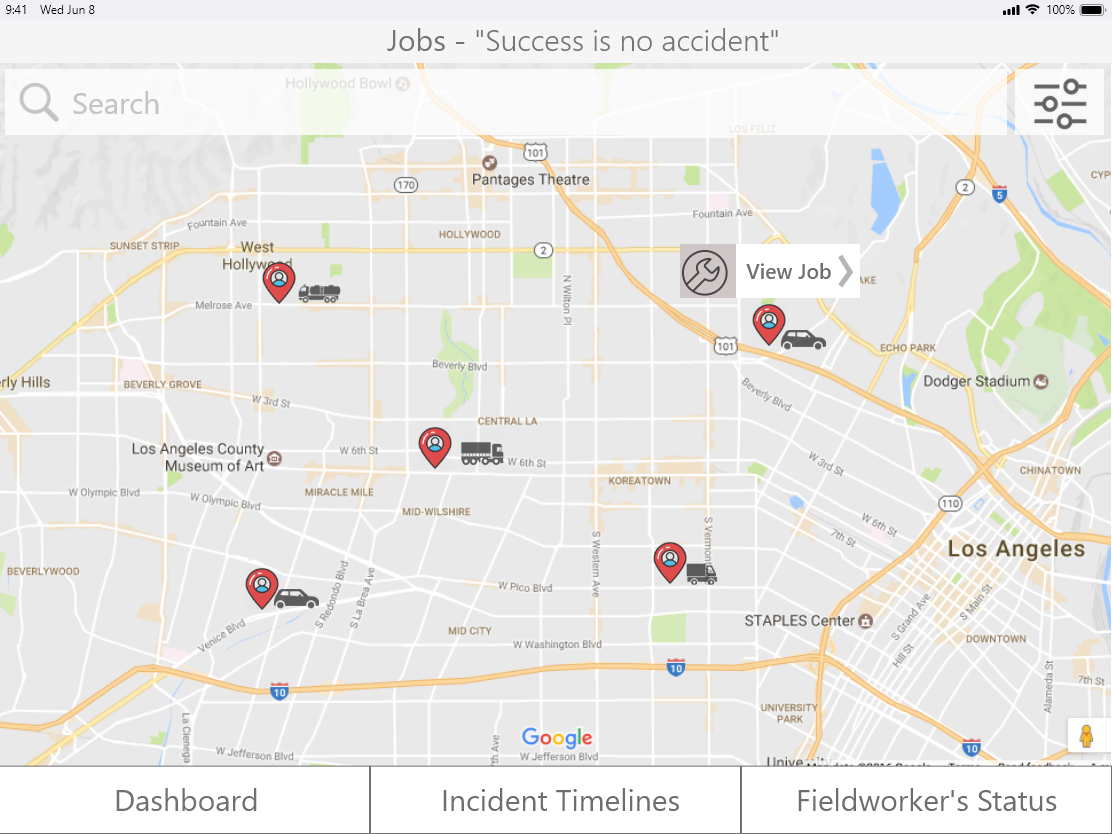 9:41 Wed Jun 8 100%
Jobs - "Success is no accident"
Hollywood Bowl
Search
LOS FELIZ
101
Pantages Theatre
170
2
5
CYP
Fountain Ave
Fountain Ave
SUNSET STRIP
West
Hollywood
HOLLYWOOD
2
View Job
AKE
Melrose Ave
N Wilton Pl
101
ECHO PARK
Beverly Blvd
rly Hills
BEVERLY GROVE
Dodger Stadium
Beverly Blvd
W 3rd St
CENTRAL LA
Los Angeles County
Museum of Art
W 6th St
W 6th St
W 3rd St
CHINATOWN
KOREATOWN
W Olympic Blvd
W Olympic Blvd
MIRACLE MILE
MID-WILSHIRE
110
W 6th St
7th St
S Vermont
S Western Ave
Los Angeles
BEVERLYWOOD
S Redondo Blvd
S La Brea Ave
W Pico Blvd
S Main St
S Grand Ave
STAPLES Center
Venice Blvd
MID CITY
W Washington Blvd
Hill St
DOWNTOWN
10
10
7th St
Alameda St
UNIVERSITY
PARK
La Cienega
Google
7th Ave
W Jefferson Blvd
W Jefferson Blvd
10
Dashboard Incident Timelines Fieldworker's Status